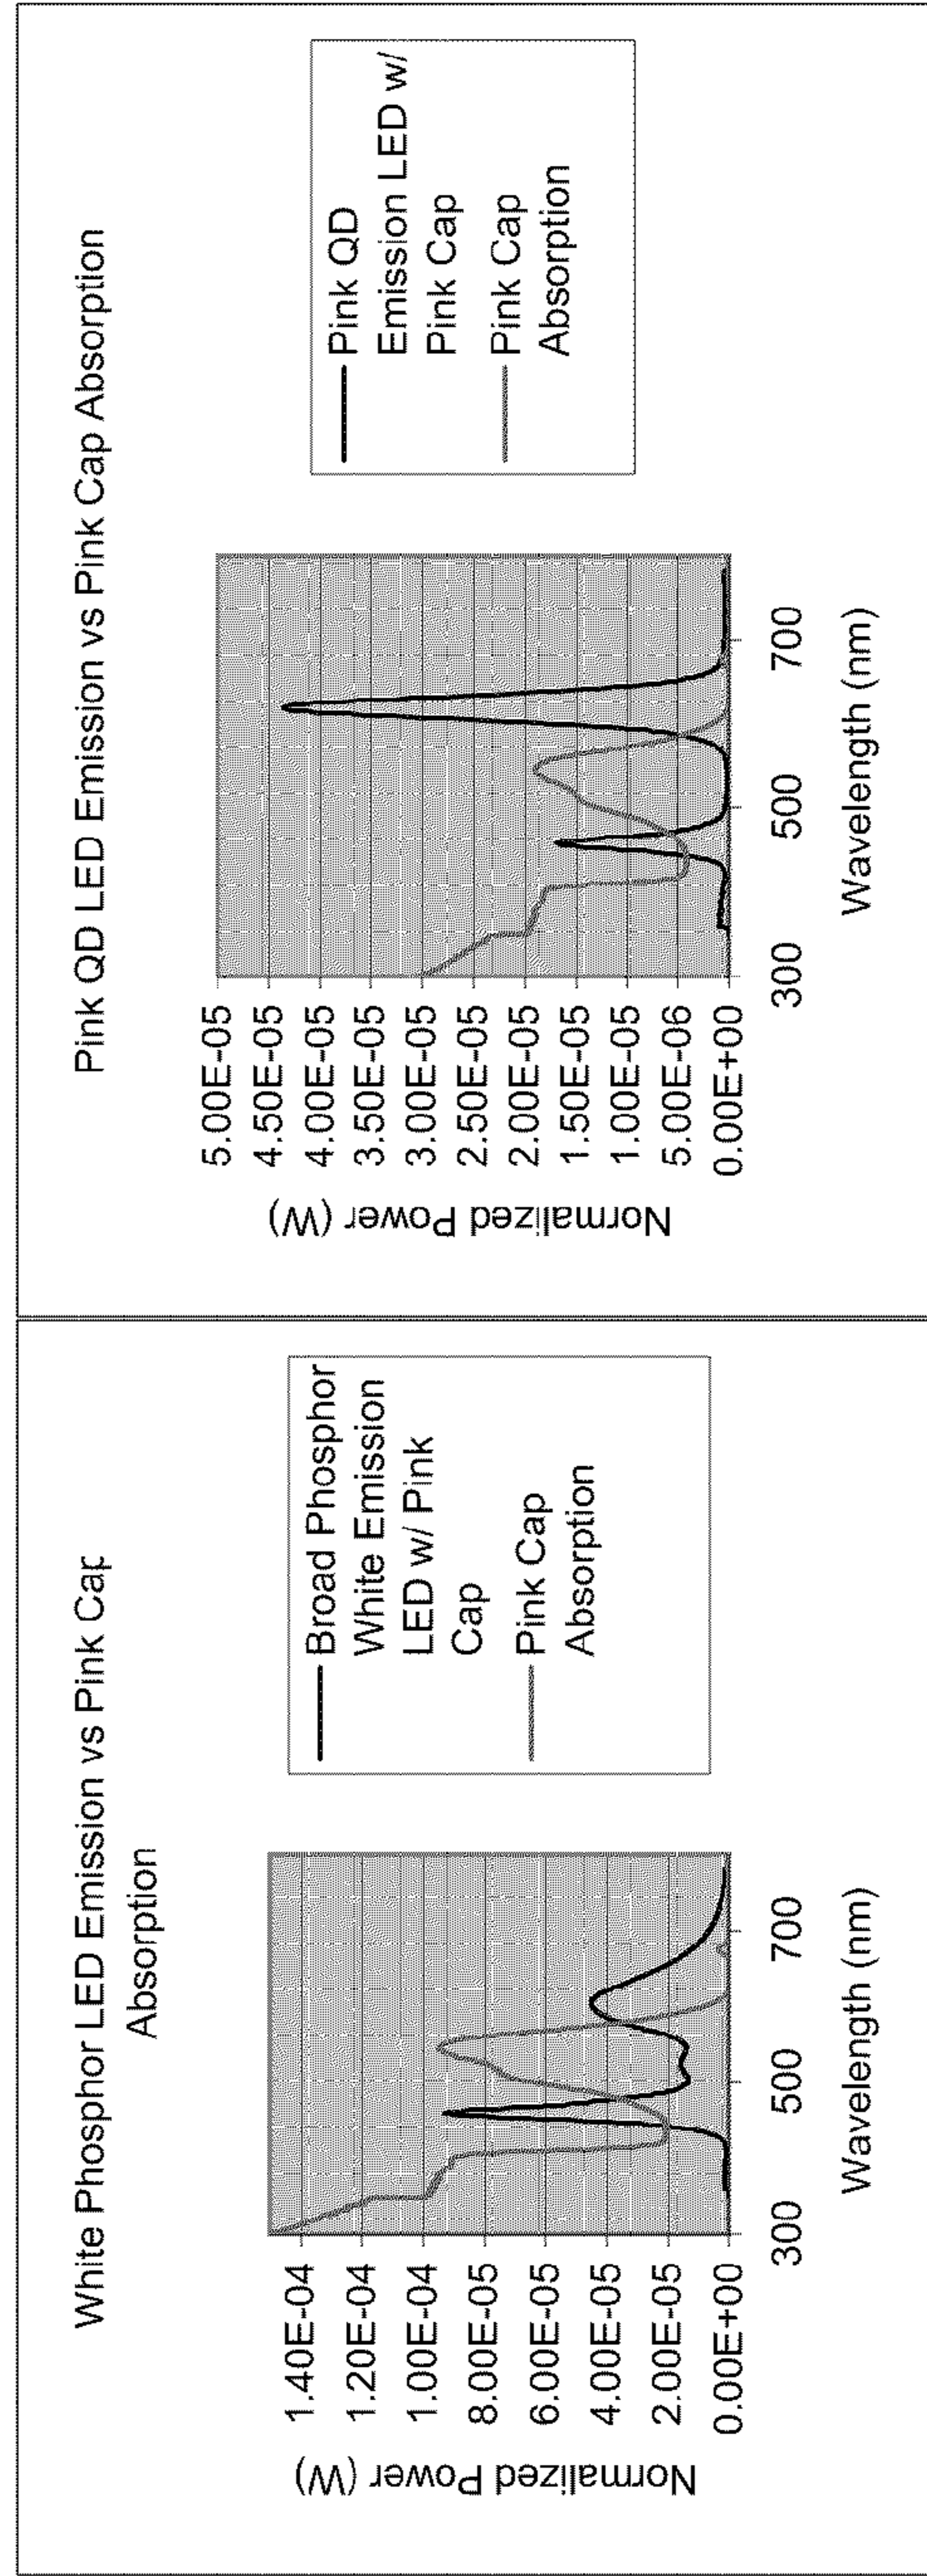 White Phosphor LED Emission vs Pink Cap
Absorption
Normalized Power (W)
1.40E-04
1.20E-04
1.00E-04
8.00E-05
6.00E-05
4.00E-05
2.00E-05
0.00E+00
300
500
700
Wavelength (nm)
Broad Phosphor
White Emission
LED w/ Pink
Cap
Pink Cap
Absorption
Pink QD LED Emission vs Pink Cap Absorption
Normalized Power (W)
5.00E-05
4.50E-05
4.00E-05
3.50E-05
3.00E-05
2.50E-05
2.00E-05
1.50E-05
1.00E-05
5.00E-06
0.00E+00
300
500
700
Wavelength (nm)
Pink QD
Emission LED w/
Pink Cap
Pink Cap
Absorption